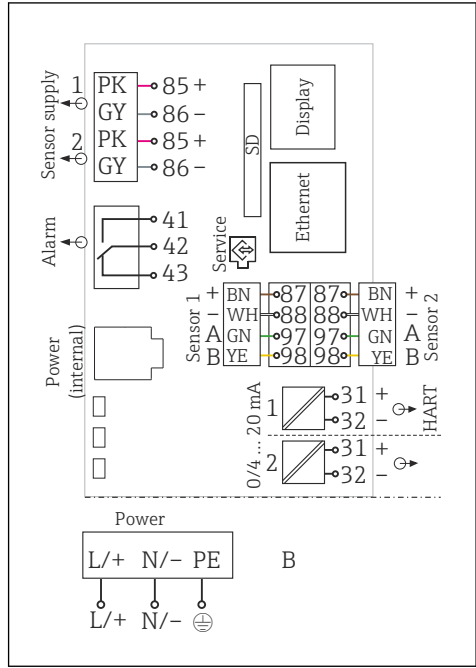 Sensor supply
1 PK 85 +
GY 86 -
2 PK 85 +
GY 86 -
SD
Display
Ethernet
Alarm
41
42
43
Service
Power
(internal)
Sensor 1
+ BN 87 87 BN +
- WH 88 88 WH -
A GN 97 97 GN A
B YE 98 98 YE B
Sensor 2
0/4 ... 20 mA
1 31 +
32 -
HART
2 31 +
32 -
Power
L/+ N/- PE
B
L/+ N/-